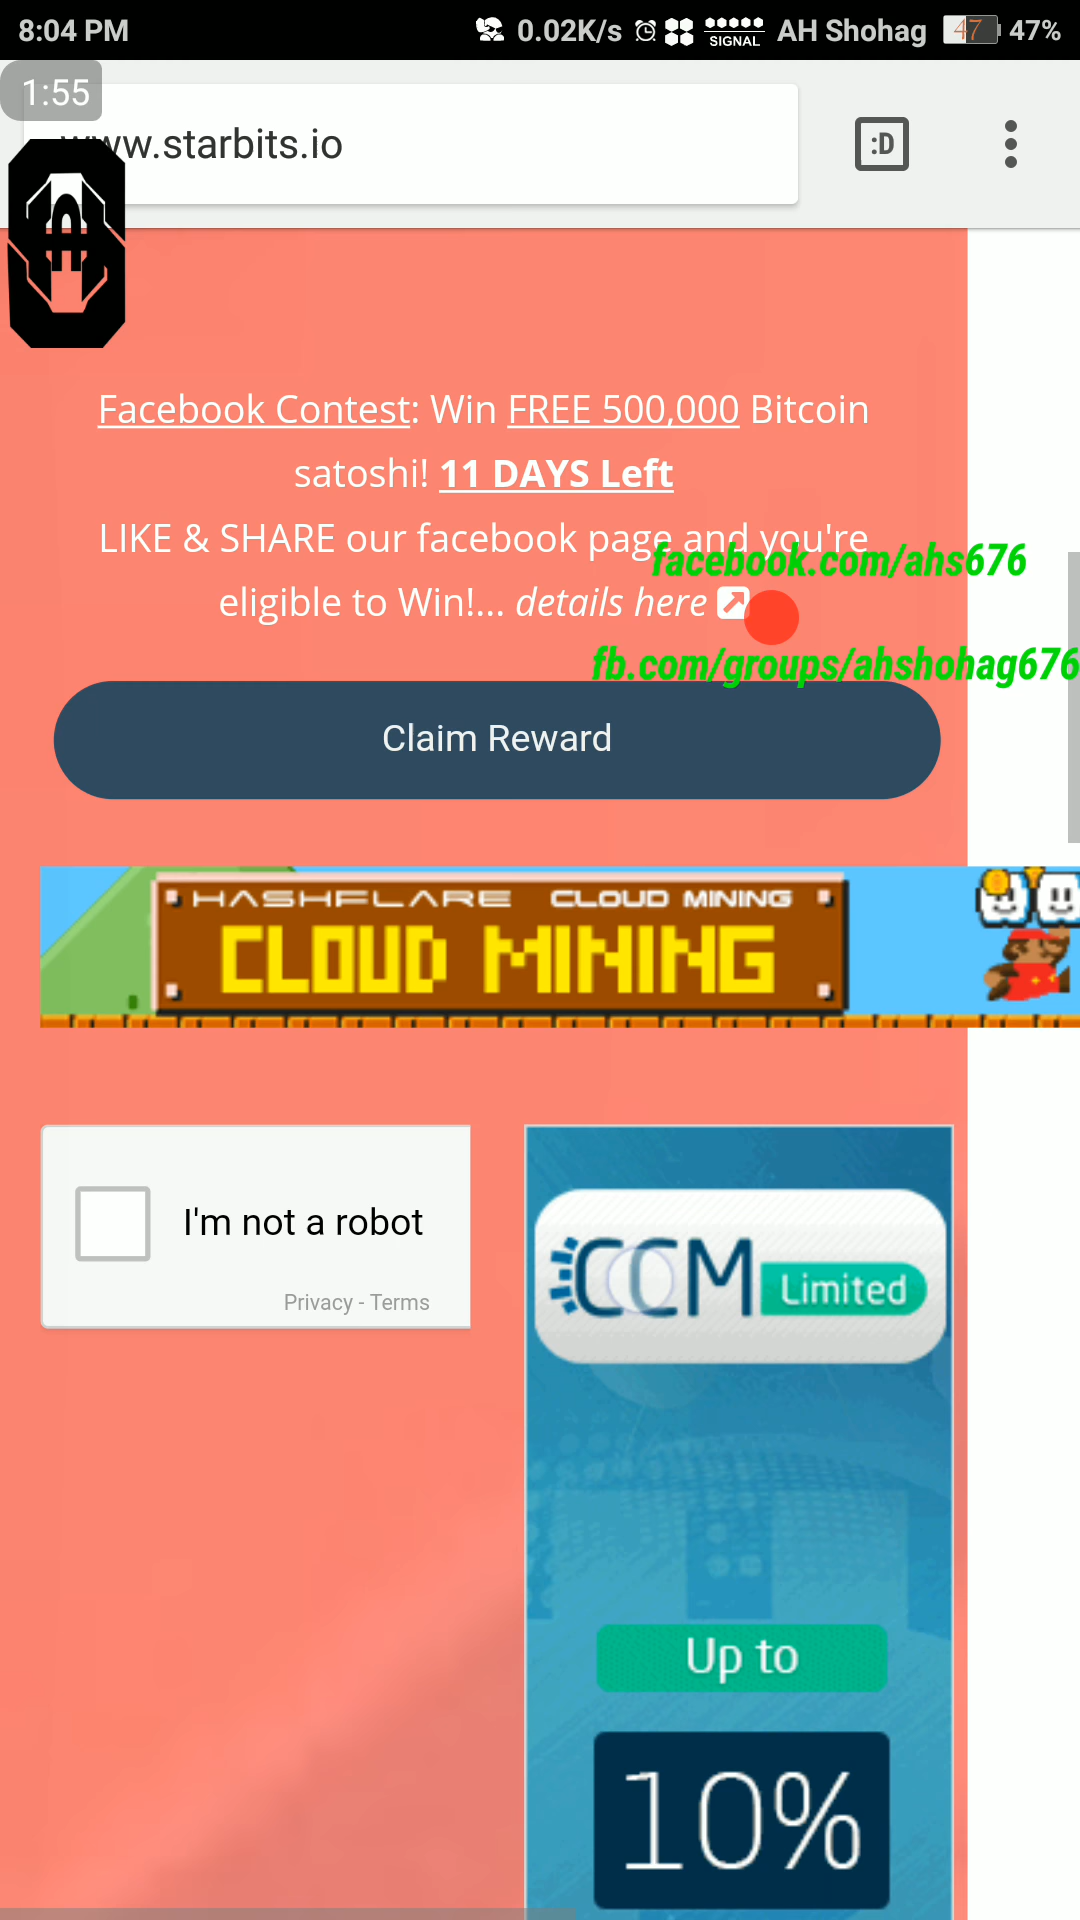 8:04 PM 0.02K/s SIGNAL AH Shohag 47 47%
1:55
www.starbits.io :D
Facebook Contest: Win FREE 500,000 Bitcoin
satoshi! 11 DAYS Left
LIKE & SHARE our facebook page and you're
facebook.com/ahs676
eligible to Win!... details here
fb.com/groups/ahshohag676
Claim Reward
HASHFLARE CLOUD MINING
CLOUD MINING
I'm not a robot
Privacy - Terms
CCM Limited
Up to
10%